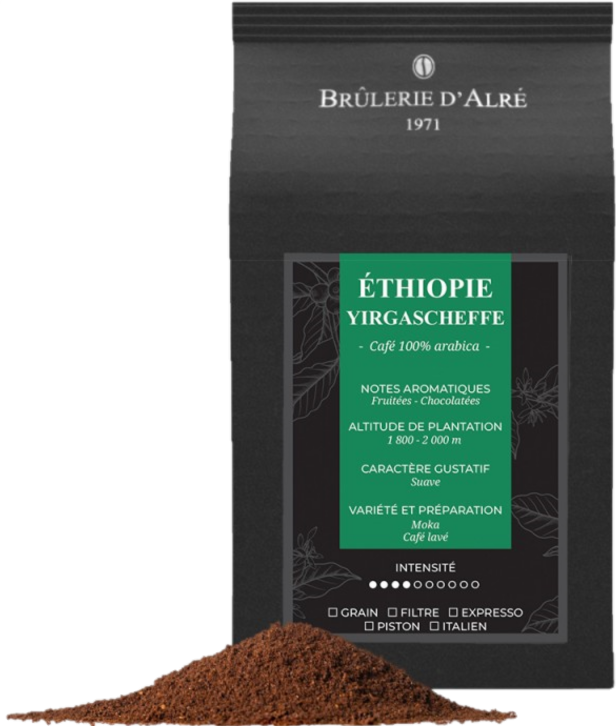 BRÛLERIE D'ALRÉ
1971
ÉTHIOPIE
YIRGASCHEFFE
- Café 100% arabica -
NOTES AROMATIQUES
Fruitées - Chocolatées
ALTITUDE DE PLANTATION
1 800 - 2 000 m
CARACTÈRE GUSTATIF
Suave
VARIÉTÉ ET PRÉPARATION
Moka
Café lavé
INTENSITÉ
☐ GRAIN ☐ FILTRE ☐ EXPRESSO
☐ PISTON ☐ ITALIEN